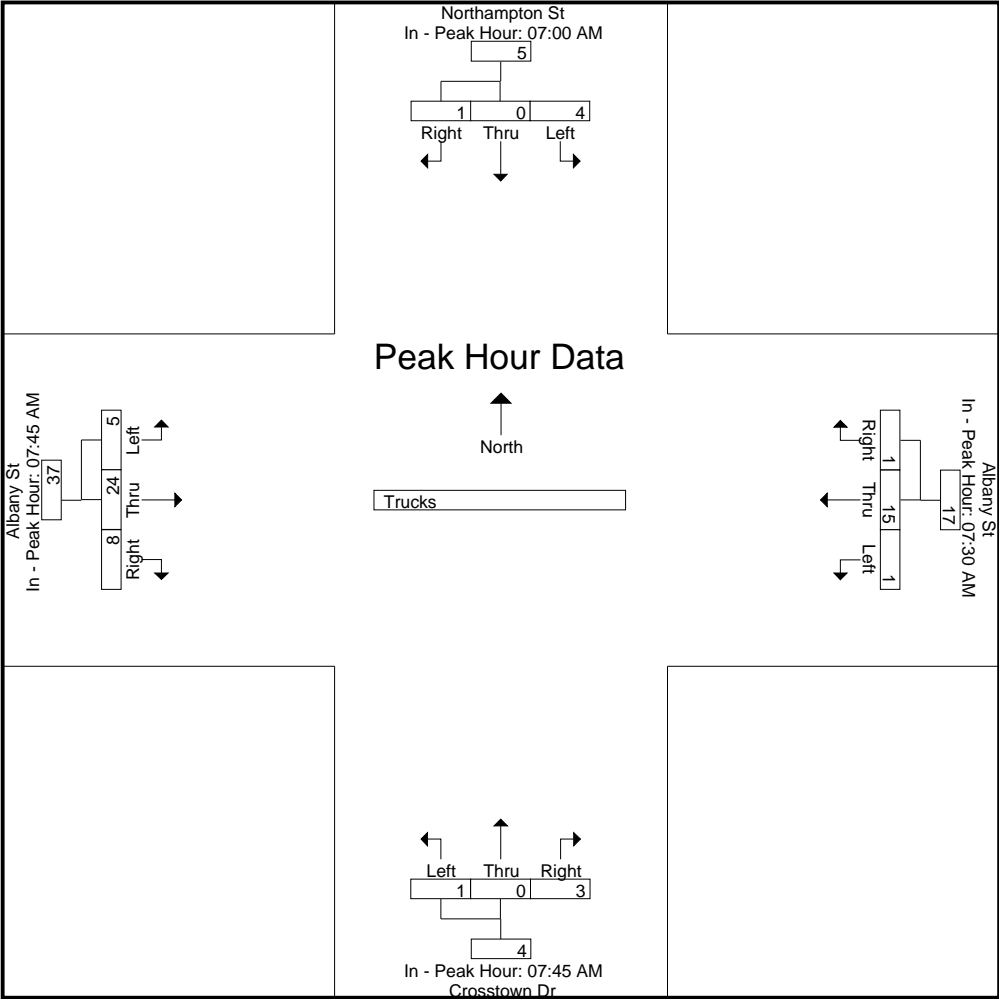 Northampton St
In - Peak Hour: 07:00 AM
5
1 0 4
Right Thru Left
Peak Hour Data
North
Trucks
Albany St
In - Peak Hour: 07:45 AM
37
5 24 8
Left Thru Right
Albany St
In - Peak Hour: 07:30 AM
17
1 15 1
Right Thru Left
Left Thru Right
1 0 3
4
In - Peak Hour: 07:45 AM
Crosstown Dr